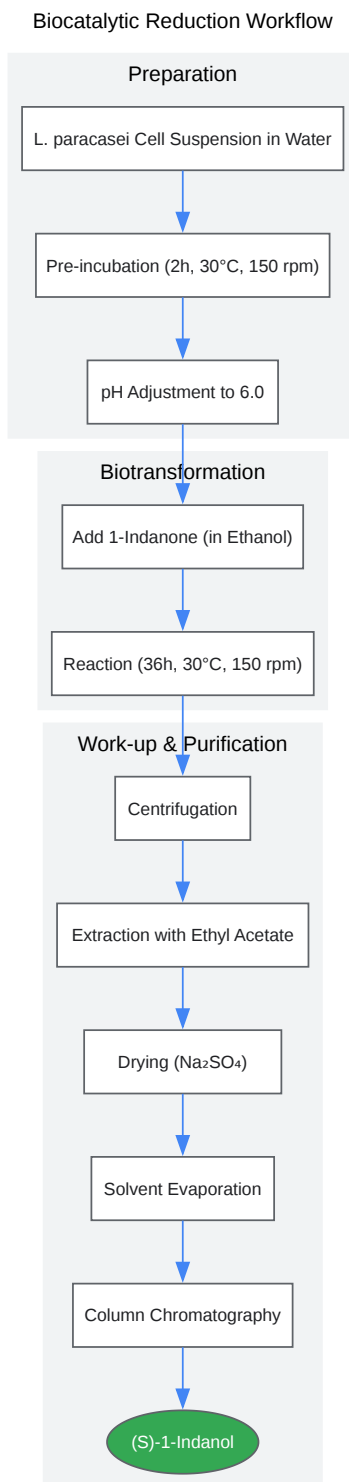 Biocatalytic Reduction Workflow
Preparation
L. paracasei Cell Suspension in Water
Pre-incubation (2h, 30°C, 150 rpm)
pH Adjustment to 6.0
Biotransformation
Add 1-Indanone (in Ethanol)
Reaction (36h, 30°C, 150 rpm)
Work-up & Purification
Centrifugation
Extraction with Ethyl Acetate
Drying (Na₂SO₄)
Solvent Evaporation
Column Chromatography
(S)-1-Indanol